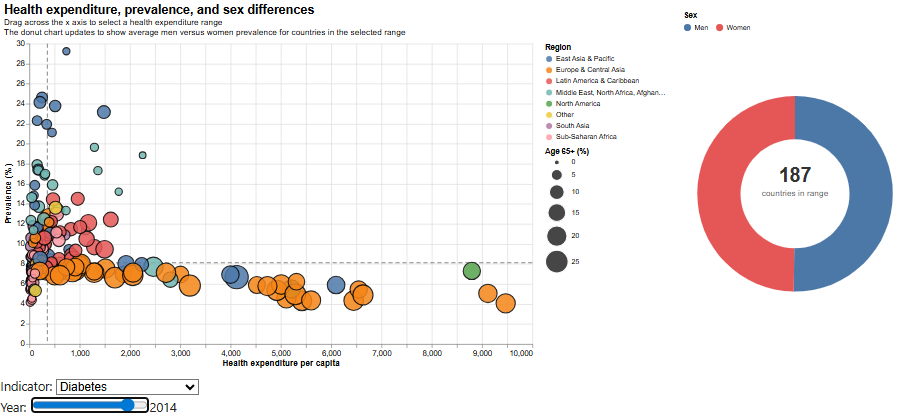 Health expenditure, prevalence, and sex differences
Drag across the x axis to select a health expenditure range
The donut chart updates to show average men versus women prevalence for countries in the selected range
Prevalence (%)
30
28
26
24
22
20
18
16
14
12
10
8
6
4
2
0
0
1,000
2,000
3,000
4,000
5,000
6,000
7,000
8,000
9,000
10,000
Health expenditure per capita
Region
East Asia & Pacific
Europe & Central Asia
Latin America & Caribbean
Middle East, North Africa, Afghan…
North America
Other
South Asia
Sub-Saharan Africa
Age 65+ (%)
0
5
10
15
20
25
Sex
Men
Women
187
countries in range
Indicator: Diabetes
Year: 2014